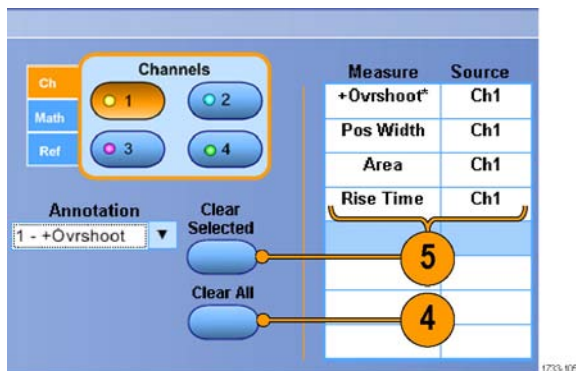 Channels
Ch
Math
Ref
1
2
3
4
Annotation
1 - +Ovrshoot
Clear
Selected
Clear All
Measure Source
+Ovrshoot* Ch1
Pos Width Ch1
Area Ch1
Rise Time Ch1
5
4
1733-105